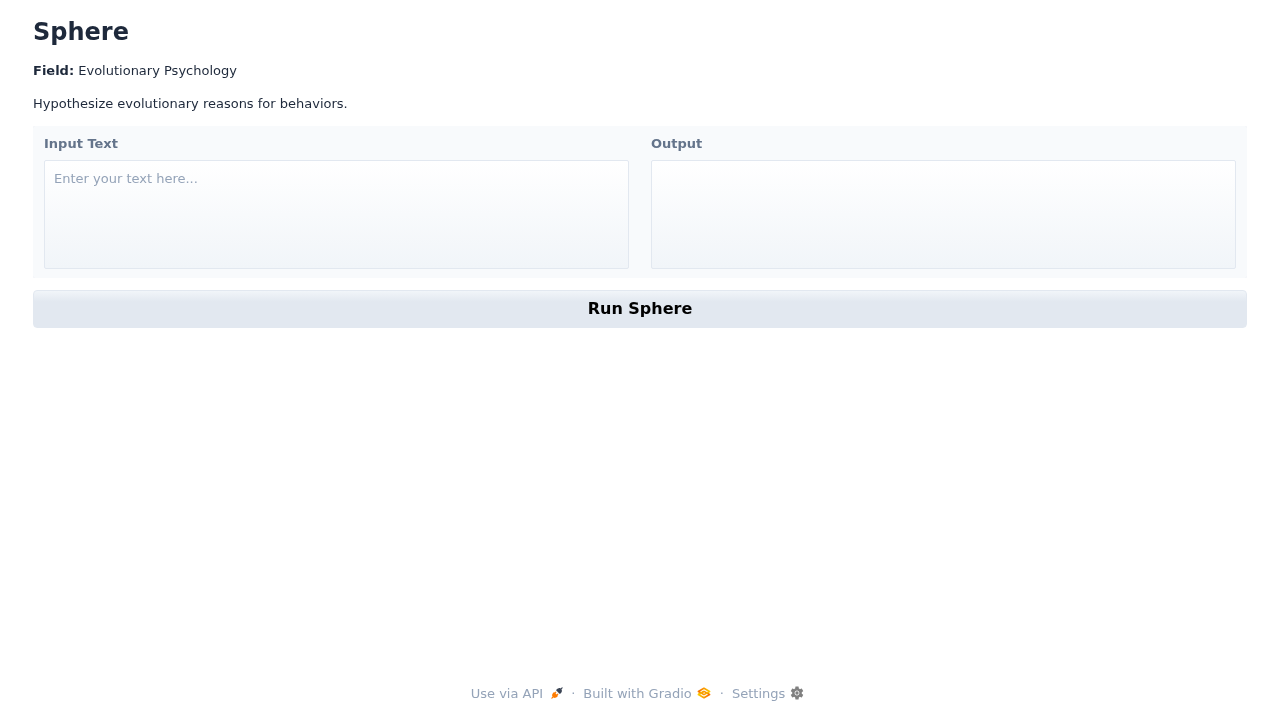 Sphere
Field: Evolutionary Psychology
Hypothesize evolutionary reasons for behaviors.
Input Text
Output
Enter your text here...
Run Sphere
Use via API · Built with Gradio · Settings